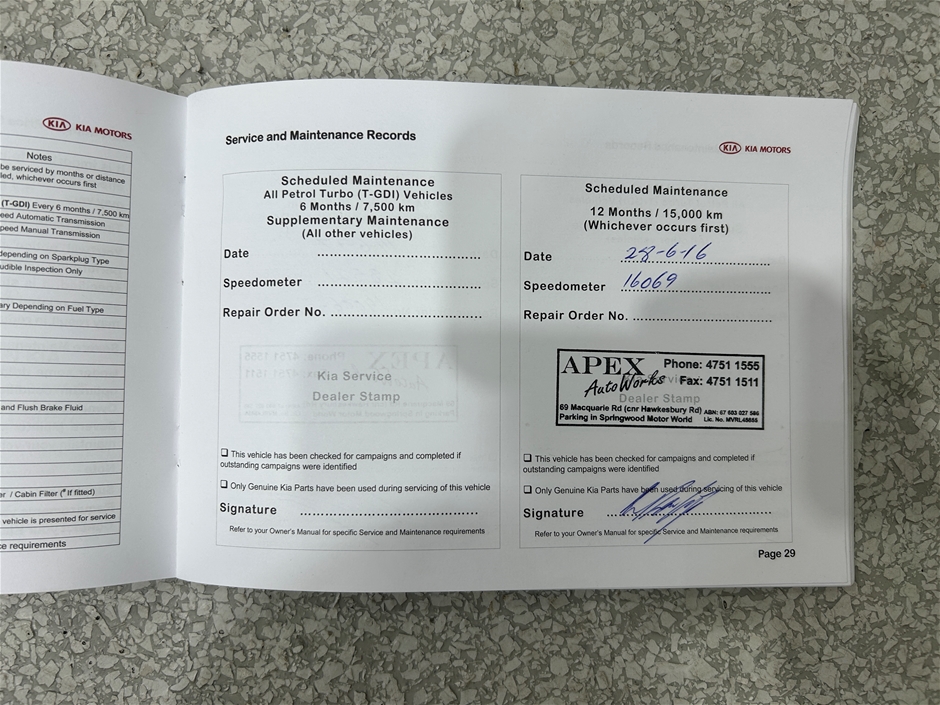 KIA KIA MOTORS
Notes
be serviced by months or distance
led, whichever occurs first
(T-GDI) Every 6 months / 7,500 km
eed Automatic Transmission
peed Manual Transmission
depending on Sparkplug Type
udible Inspection Only
ary Depending on Fuel Type
and Flush Brake Fluid
er / Cabin Filter (# If fitted)
vehicle is presented for service
ce requirements
Service and Maintenance Records
KIA KIA MOTORS
Scheduled Maintenance
All Petrol Turbo (T-GDI) Vehicles
6 Months / 7,500 km
Supplementary Maintenance
(All other vehicles)
Date
Speedometer
Repair Order No.
Kia Service
Dealer Stamp
This vehicle has been checked for campaigns and completed if
outstanding campaigns were identified
Only Genuine Kia Parts have been used during servicing of this vehicle
Signature
Refer to your Owner's Manual for specific Service and Maintenance requirements
Scheduled Maintenance
12 Months / 15,000 km
(Whichever occurs first)
Date 28-6-16
Speedometer 16069
Repair Order No.
APEX Phone: 4751 1555
AutoWorks Fax: 4751 1511
Dealer Stamp
69 Macquarie Rd (cnr Hawkesbury Rd) ABN: 67 603 027 586
Parking in Springwood Motor World Lic. No. MVRL48655
This vehicle has been checked for campaigns and completed if
outstanding campaigns were identified
Only Genuine Kia Parts have been used during servicing of this vehicle
Signature
Refer to your Owner's Manual for specific Service and Maintenance requirements
Page 29